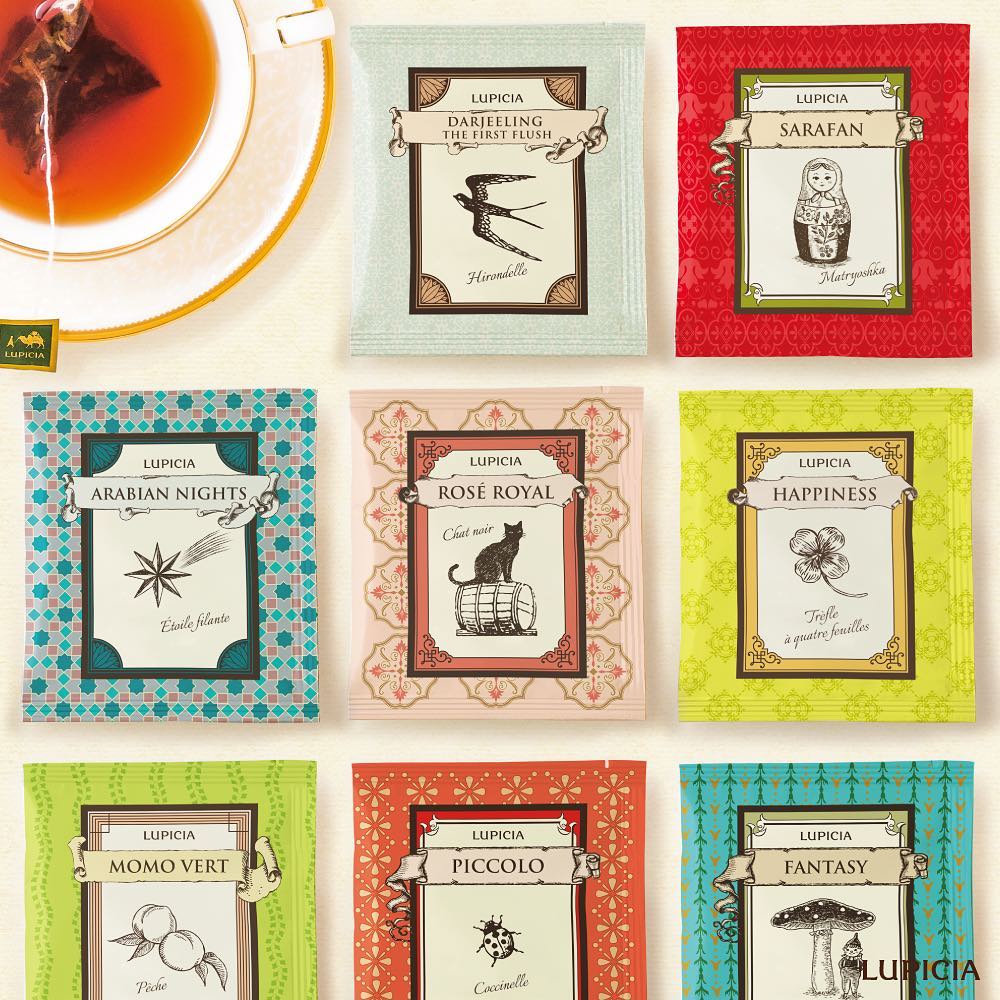 LUPICIA
DARJEELING
THE FIRST FLUSH
Hirondelle
LUPICIA
SARAFAN
Matryoshka
LUPICIA
LUPICIA
ARABIAN NIGHTS
Étoile filante
LUPICIA
ROSÉ ROYAL
Chat noir
LUPICIA
HAPPINESS
Trèfle
à quatre feuilles
LUPICIA
MOMO VERT
Pêche
LUPICIA
PICCOLO
Coccinelle
LUPICIA
FANTASY
LUPICIA